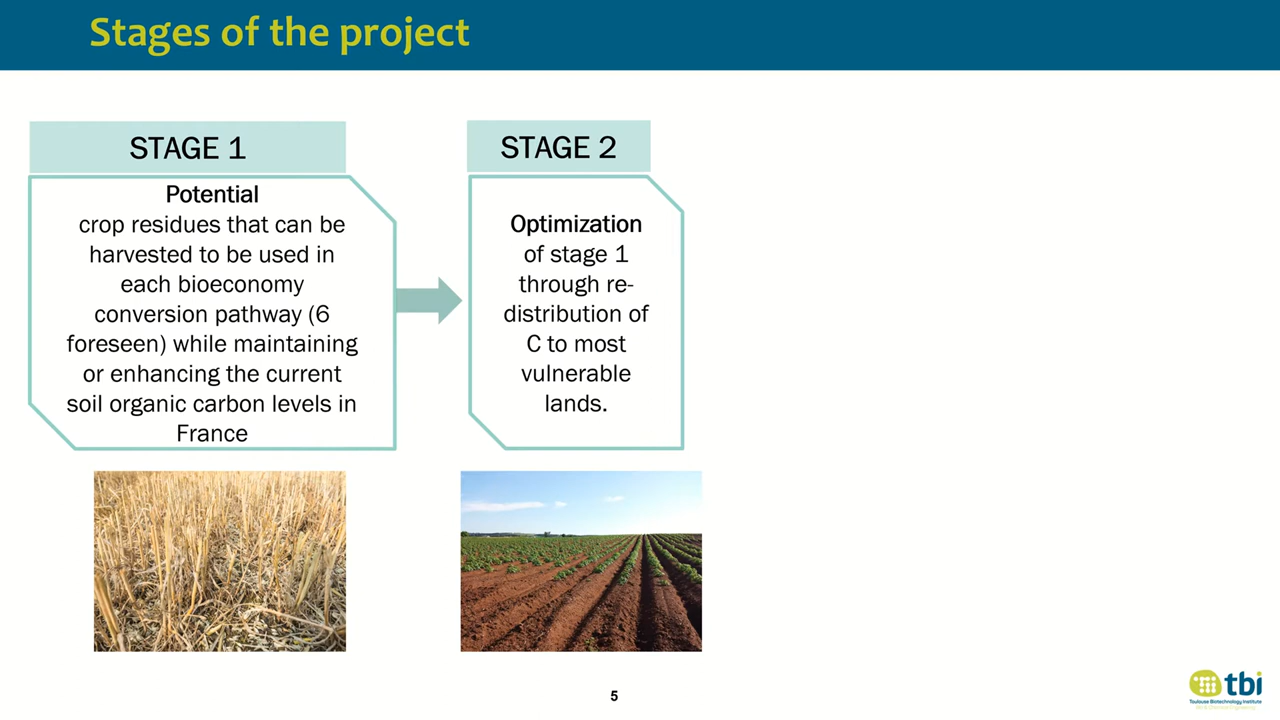 Stages of the project
STAGE 1
Potential
crop residues that can be
harvested to be used in
each bioeconomy
conversion pathway (6
foreseen) while maintaining
or enhancing the current
soil organic carbon levels in
France
STAGE 2
Optimization
of stage 1
through re-
distribution of
C to most
vulnerable
lands.
5
tbi
Toulouse Biotechnology Institute